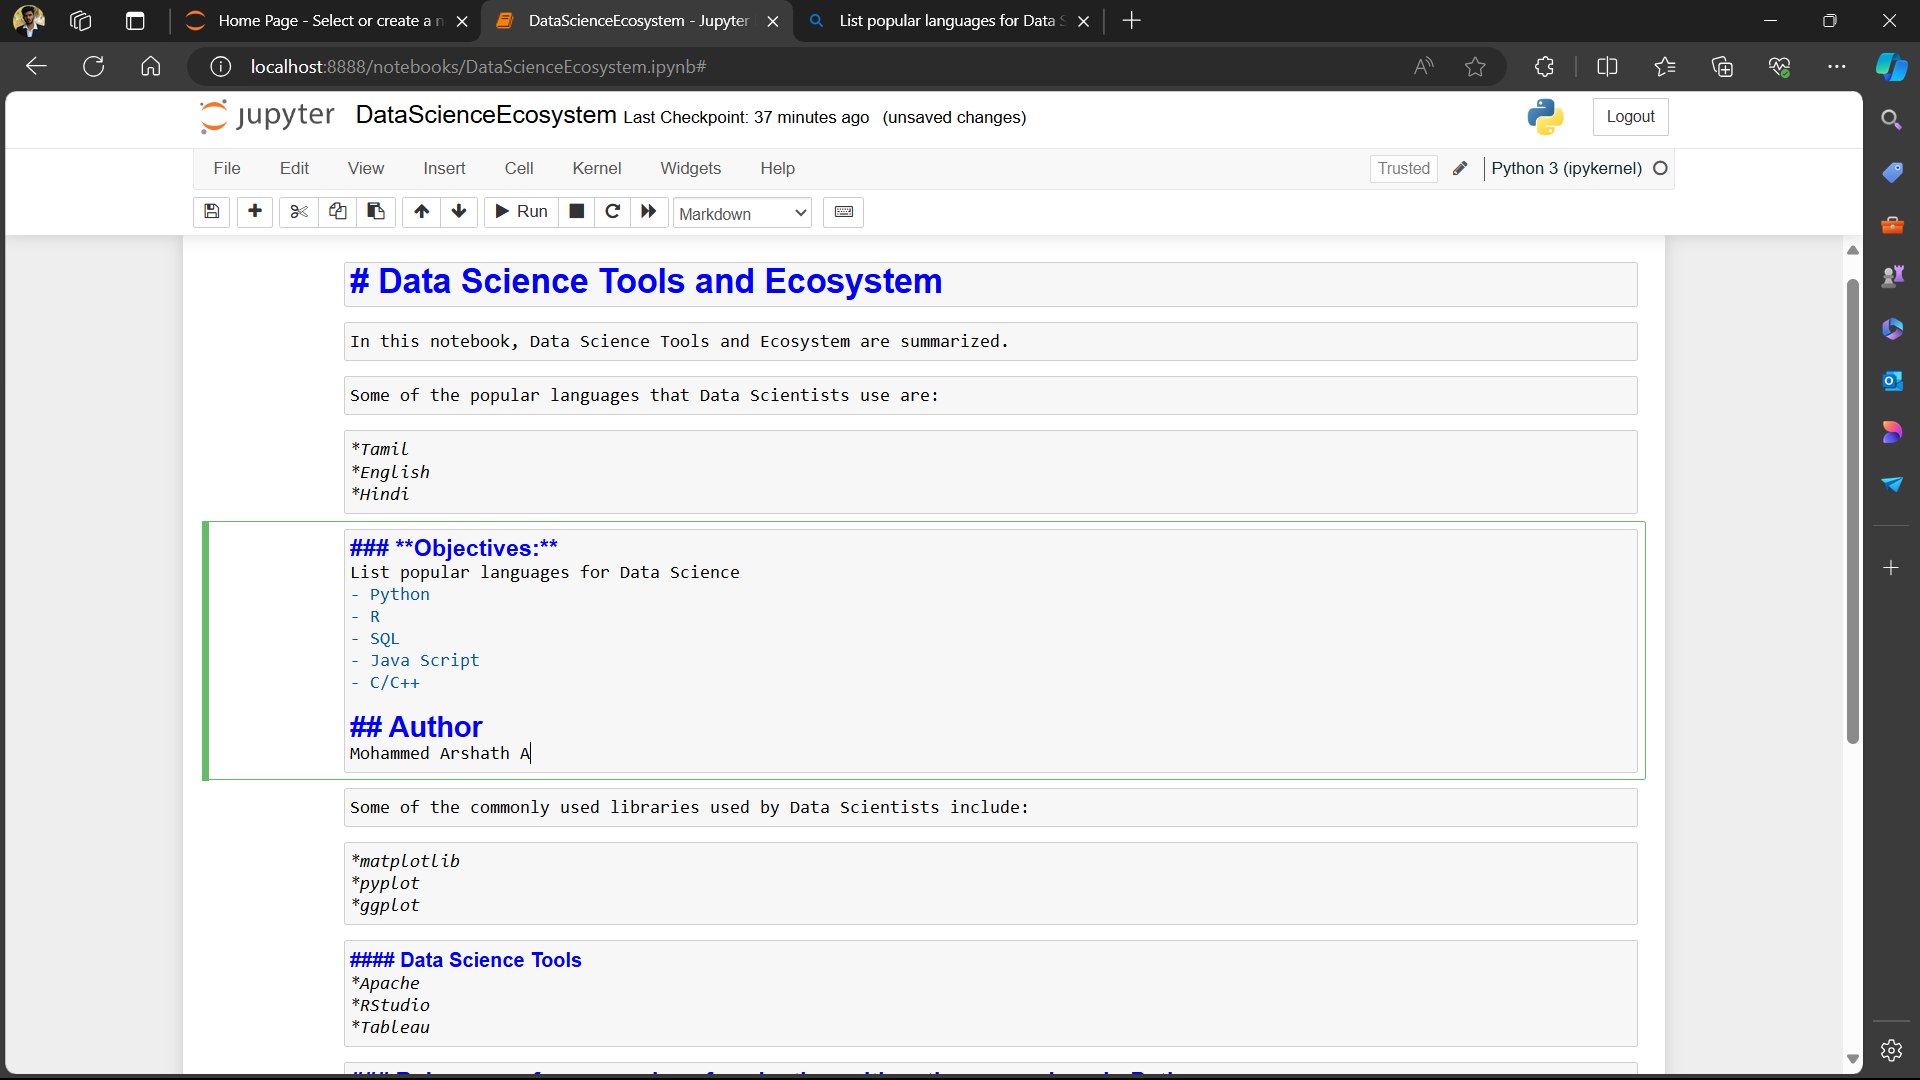 Home Page - Select or create a n
DataScienceEcosystem - Jupyter
List popular languages for Data S
localhost:8888/notebooks/DataScienceEcosystem.ipynb#
jupyter DataScienceEcosystem Last Checkpoint: 37 minutes ago (unsaved changes)
Logout
File Edit View Insert Cell Kernel Widgets Help
Trusted Python 3 (ipykernel)
Run Markdown
# Data Science Tools and Ecosystem
In this notebook, Data Science Tools and Ecosystem are summarized.
Some of the popular languages that Data Scientists use are:
*Tamil
*English
*Hindi
### **Objectives:**
List popular languages for Data Science
- Python
- R
- SQL
- Java Script
- C/C++
## Author
Mohammed Arshath A
Some of the commonly used libraries used by Data Scientists include:
*matplotlib
*pyplot
*ggplot
#### Data Science Tools
*Apache
*RStudio
*Tableau